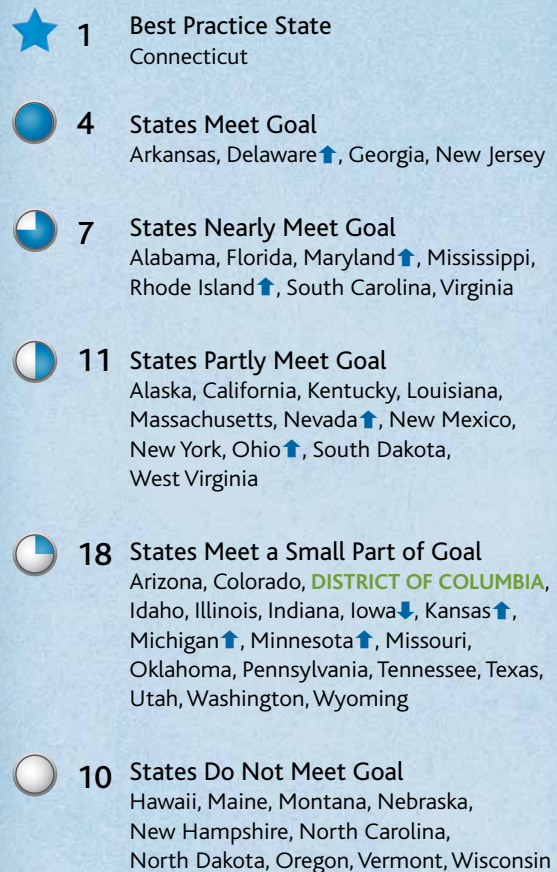 1 Best Practice State
Connecticut
4 States Meet Goal
Arkansas, Delaware⬆, Georgia, New Jersey
7 States Nearly Meet Goal
Alabama, Florida, Maryland⬆, Mississippi,
Rhode Island⬆, South Carolina, Virginia
11 States Partly Meet Goal
Alaska, California, Kentucky, Louisiana,
Massachusetts, Nevada⬆, New Mexico,
New York, Ohio⬆, South Dakota,
West Virginia
18 States Meet a Small Part of Goal
Arizona, Colorado, DISTRICT OF COLUMBIA,
Idaho, Illinois, Indiana, Iowa⬇, Kansas⬆,
Michigan⬆, Minnesota⬆, Missouri,
Oklahoma, Pennsylvania, Tennessee, Texas,
Utah, Washington, Wyoming
10 States Do Not Meet Goal
Hawaii, Maine, Montana, Nebraska,
New Hampshire, North Carolina,
North Dakota, Oregon, Vermont, Wisconsin